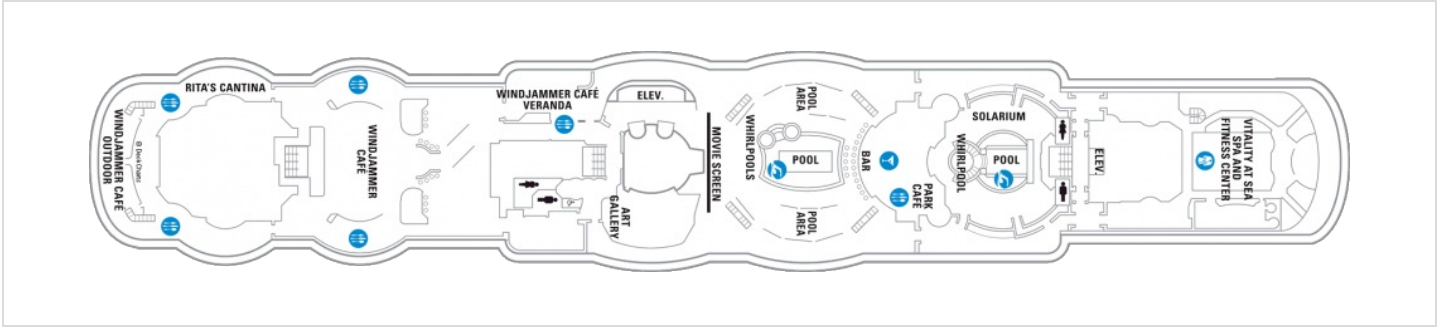 RITA'S CANTINA
WINDJAMMER CAFÉ
OUTDOOR
© DeckChants
WINDJAMMER
CAFÉ
WINDJAMMER CAFÉ
VERANDA
ELEV.
ART
GALLERY
MOVIE SCREEN
WHIRLPOOLS
POOL
AREA
POOL
POOL
AREA
BAR
PARK
CAFÉ
SOLARIUM
WHIRLPOOL
POOL
ELEV.
VITALITY AT SEA
SPA AND
FITNESS CENTER